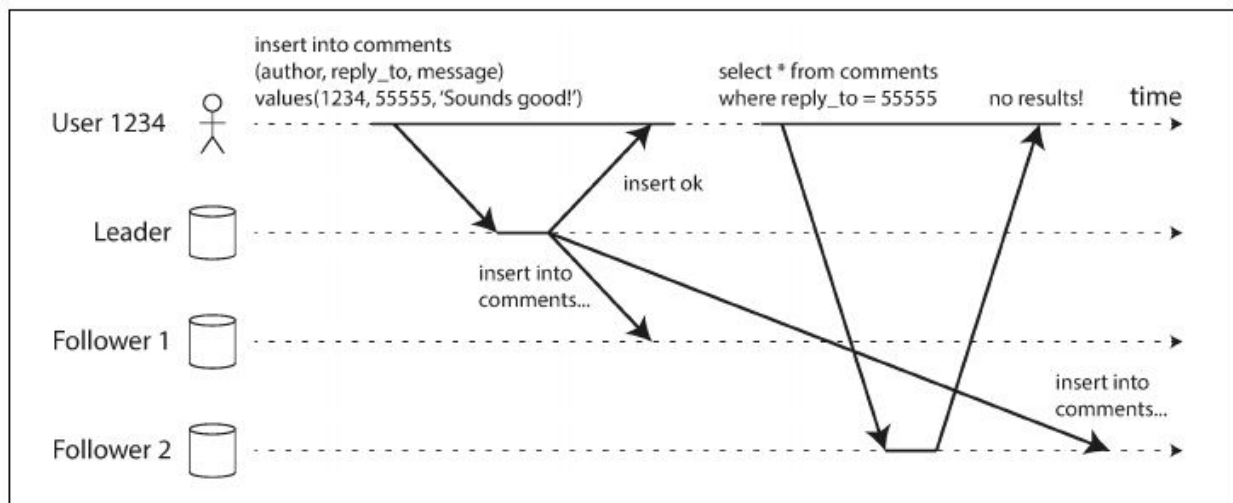 insert into comments
(author, reply_to, message)
values(1234, 55555, ‘Sounds good!’)
select * from comments
where reply_to = 55555
no results!
time
User 1234
insert ok
Leader
insert into
comments...
Follower 1
insert into
comments...
Follower 2